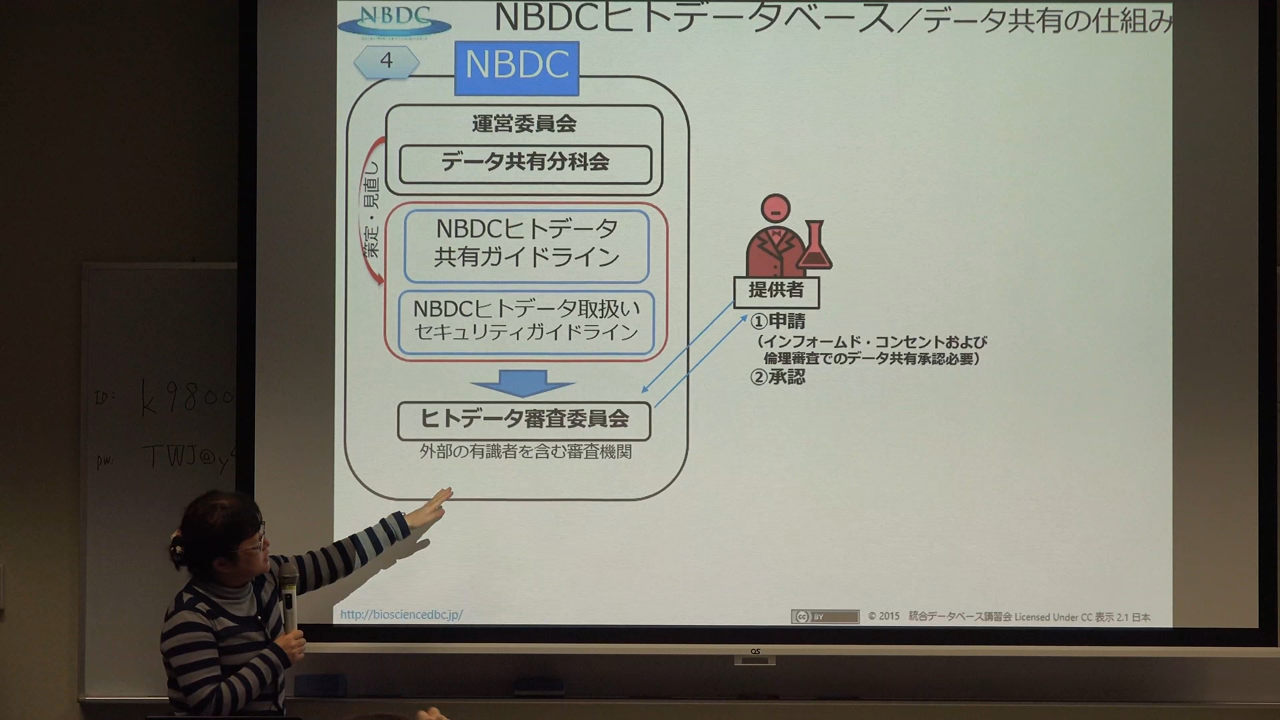 NBDC
NBDCヒトデータベース／データ共有の仕組み
4
NBDC
運営委員会
データ共有分科会
策定・見直し
NBDCヒトデータ
共有ガイドライン
NBDCヒトデータ取扱い
セキュリティガイドライン
ヒトデータ審査委員会
外部の有識者を含む審査機関
提供者
①申請
（インフォームド・コンセントおよび
倫理審査でのデータ共有承認必要）
②承認
ID: k9800
PW: TWJ@y
http://biosciencedbc.jp/
cc BY
© 2015 統合データベース講習会 Licensed Under CC 表示 2.1 日本
OS